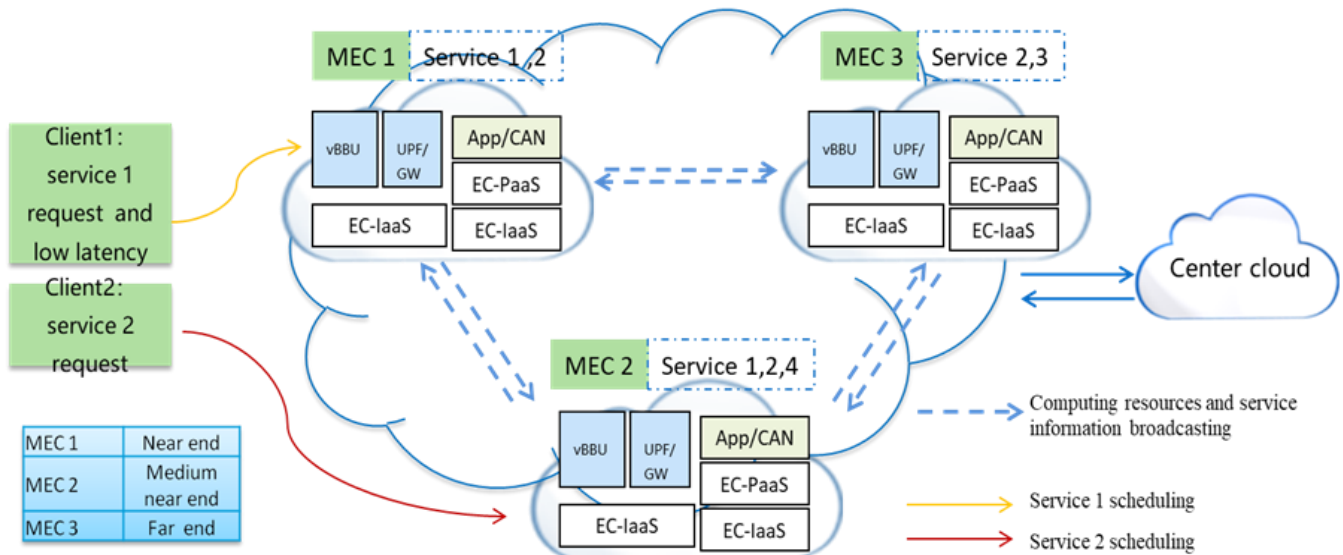 MEC 1
Service 1 ,2
MEC 3
Service 2,3
Client1:
service 1
request and
low latency
vBBU
UPF/
GW
App/CAN
EC-PaaS
EC-IaaS
EC-IaaS
vBBU
UPF/
GW
App/CAN
EC-PaaS
EC-IaaS
EC-IaaS
Center cloud
Client2:
service 2
request
MEC 2
Service 1,2,4
vBBU
UPF/
GW
App/CAN
EC-PaaS
EC-IaaS
EC-IaaS
MEC 1 Near end
MEC 2 Medium
near end
MEC 3 Far end
Computing resources and service
information broadcasting
Service 1 scheduling
Service 2 scheduling